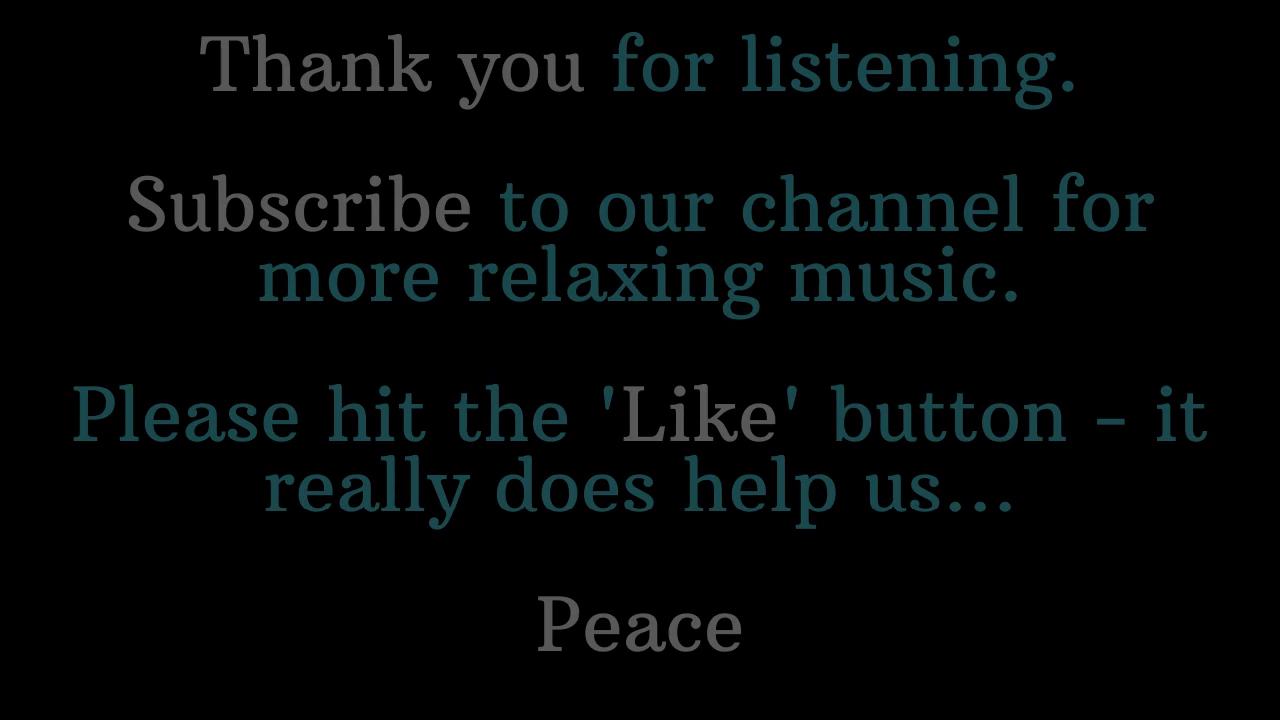 Thank you for listening.
Subscribe to our channel for
more relaxing music.
Please hit the 'Like' button - it
really does help us...
Peace